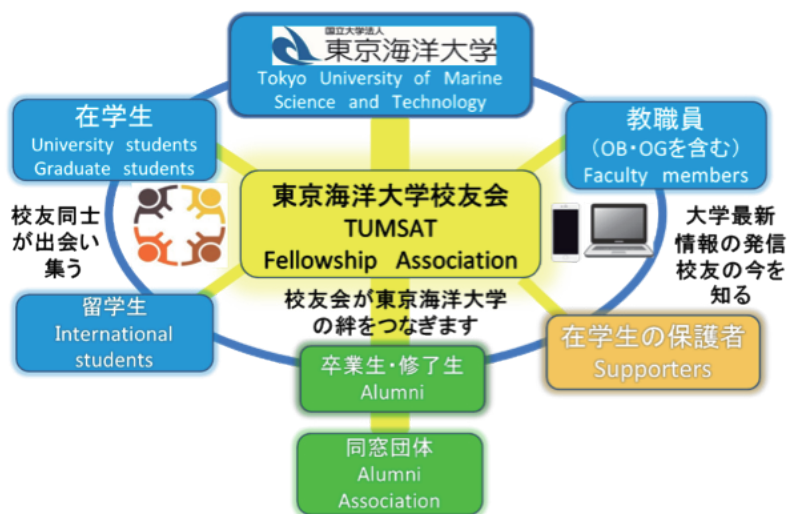 国立大学法人
東京海洋大学
Tokyo University of Marine
Science and Technology
在学生
University students
Graduate students
教職員
（OB・OGを含む）
Faculty members
東京海洋大学校友会
TUMSAT
Fellowship Association
校友同士
が出会い
集う
大学最新
情報の発信
校友の今を
知る
校友会が東京海洋大学
の絆をつなぎます
留学生
International
students
卒業生・修了生
Alumni
在学生の保護者
Supporters
同窓団体
Alumni
Association